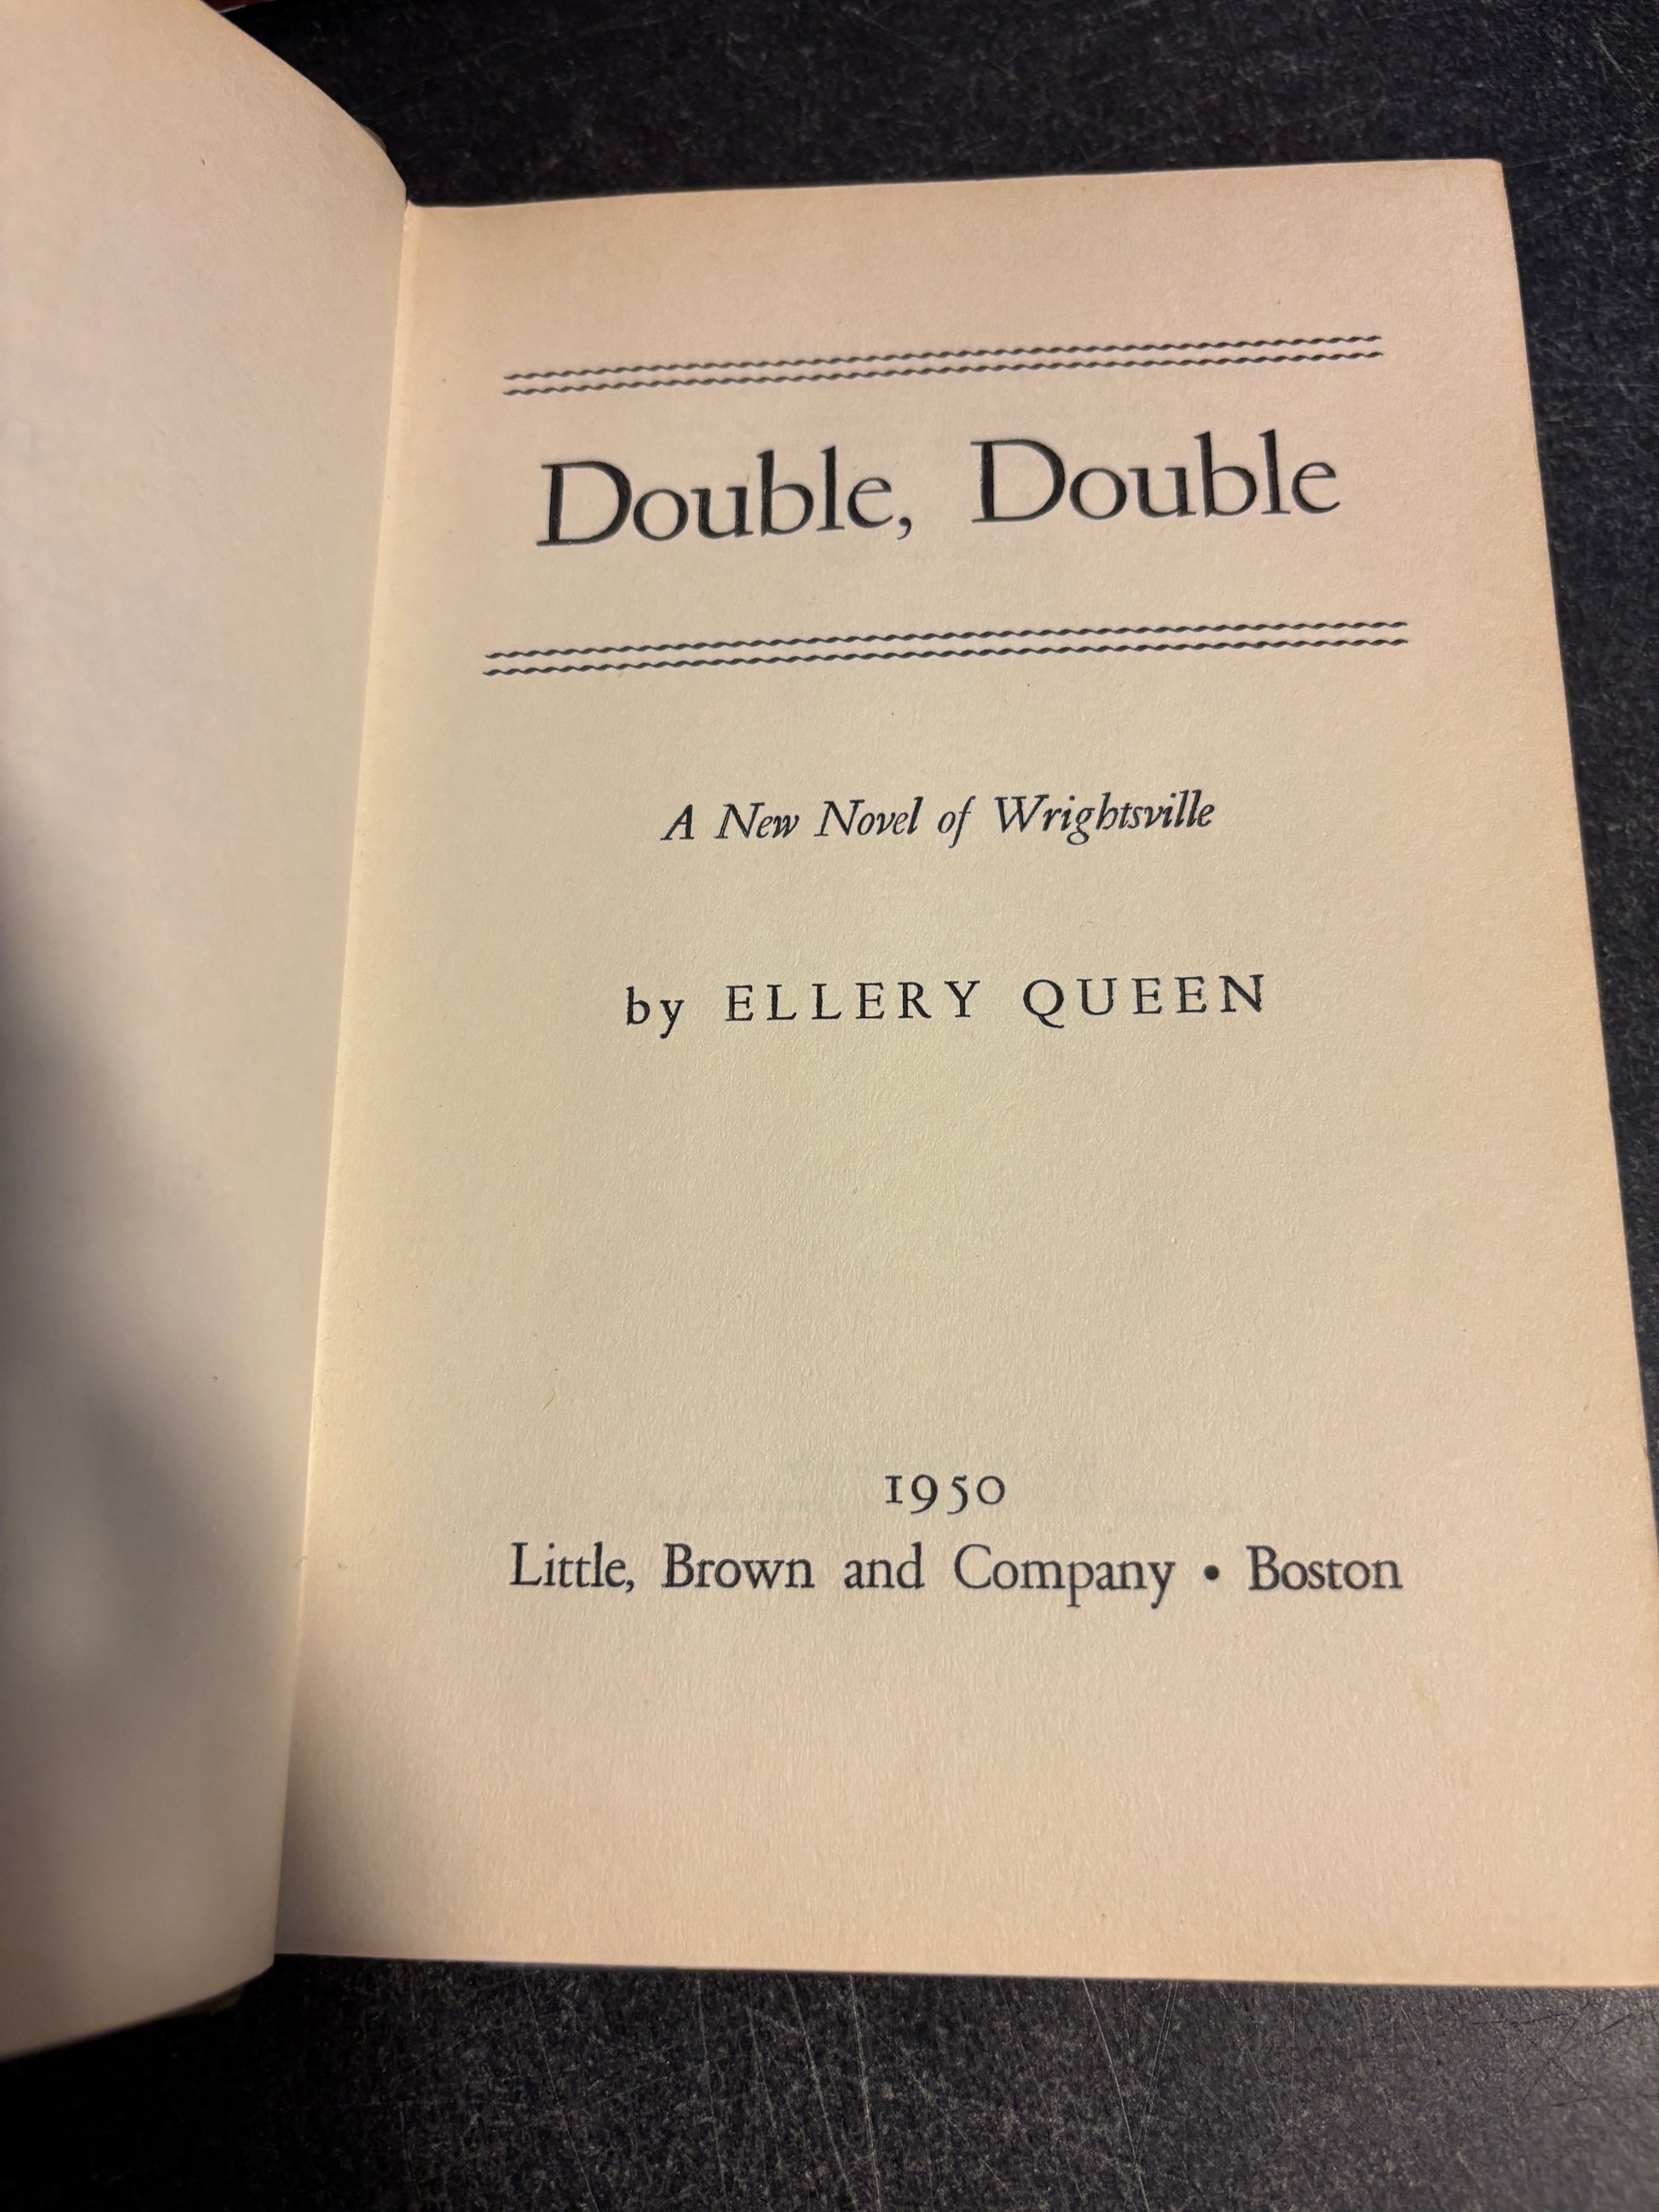 Double, Double
A New Novel of Wrightsville
by ELLERY QUEEN
1950
Little, Brown and Company • Boston